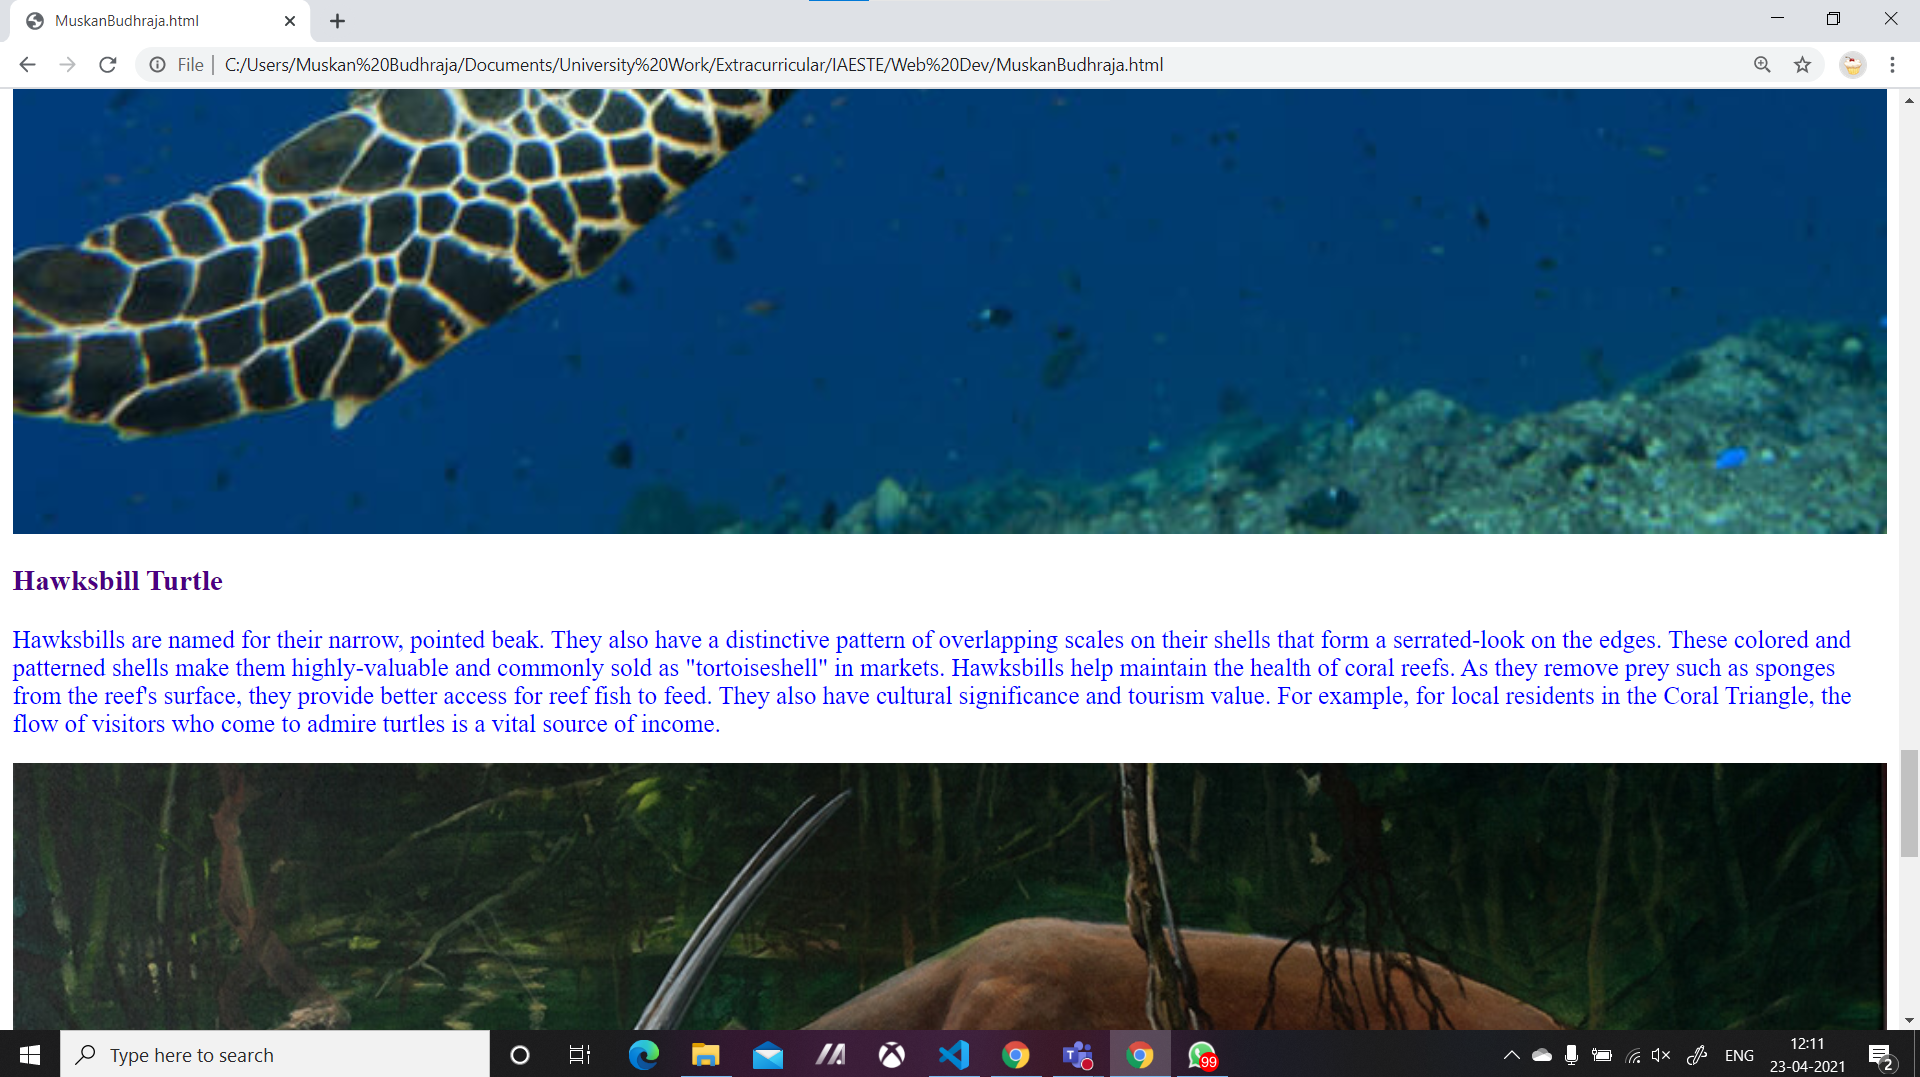 MuskanBudhraja.html
File
C:/Users/Muskan%20Budhraja/Documents/University%20Work/Extracurricular/IAESTE/Web%20Dev/MuskanBudhraja.html
Hawksbill Turtle
Hawksbills are named for their narrow, pointed beak. They also have a distinctive pattern of overlapping scales on their shells that form a serrated-look on the edges. These colored and
patterned shells make them highly-valuable and commonly sold as "tortoiseshell" in markets. Hawksbills help maintain the health of coral reefs. As they remove prey such as sponges
from the reef's surface, they provide better access for reef fish to feed. They also have cultural significance and tourism value. For example, for local residents in the Coral Triangle, the
flow of visitors who come to admire turtles is a vital source of income.
Type here to search
99
ENG
12:11
23-04-2021
2